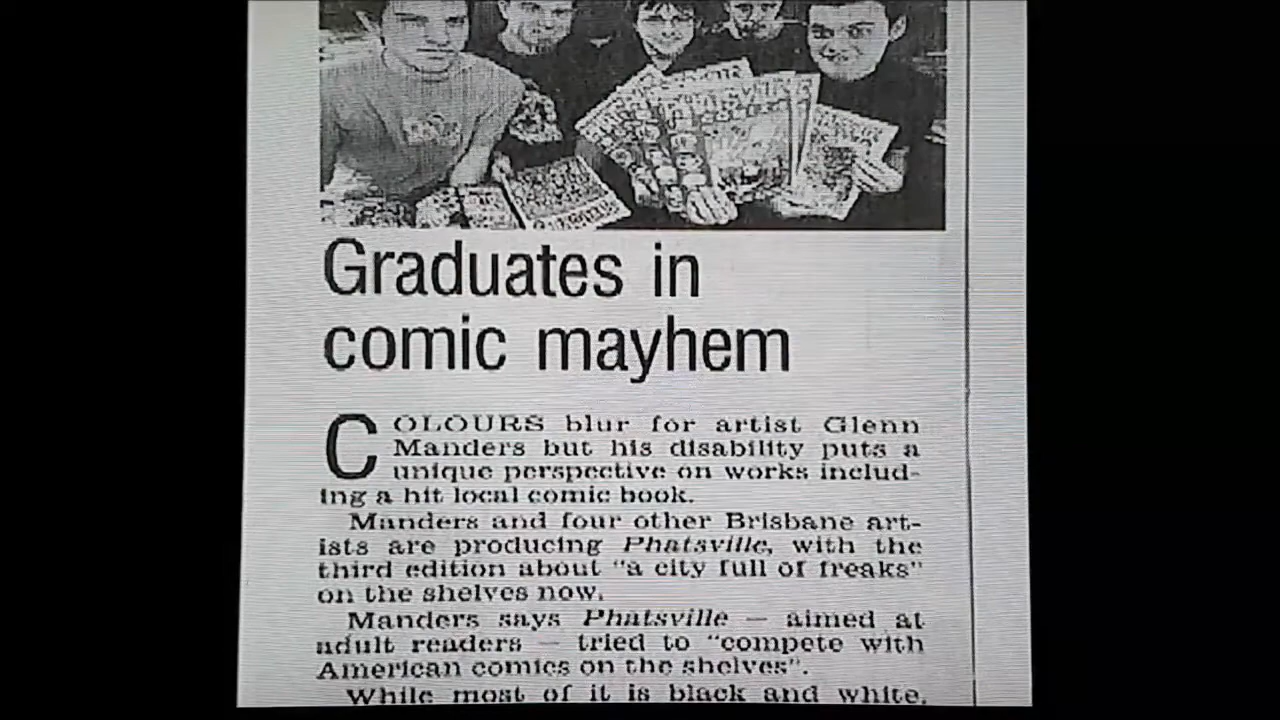 Graduates in
comic mayhem
COLOURS blur for artist Glenn
Manders but his disability puts a
unique perspective on works includ-
ing a hit local comic book.
Manders and four other Brisbane art-
ists are producing Phatsville, with the
third edition about "a city full of freaks"
on the shelves now.
Manders says Phatsville — aimed at
adult readers — tried to "compete with
American comics on the shelves".
While most of it is black and white,